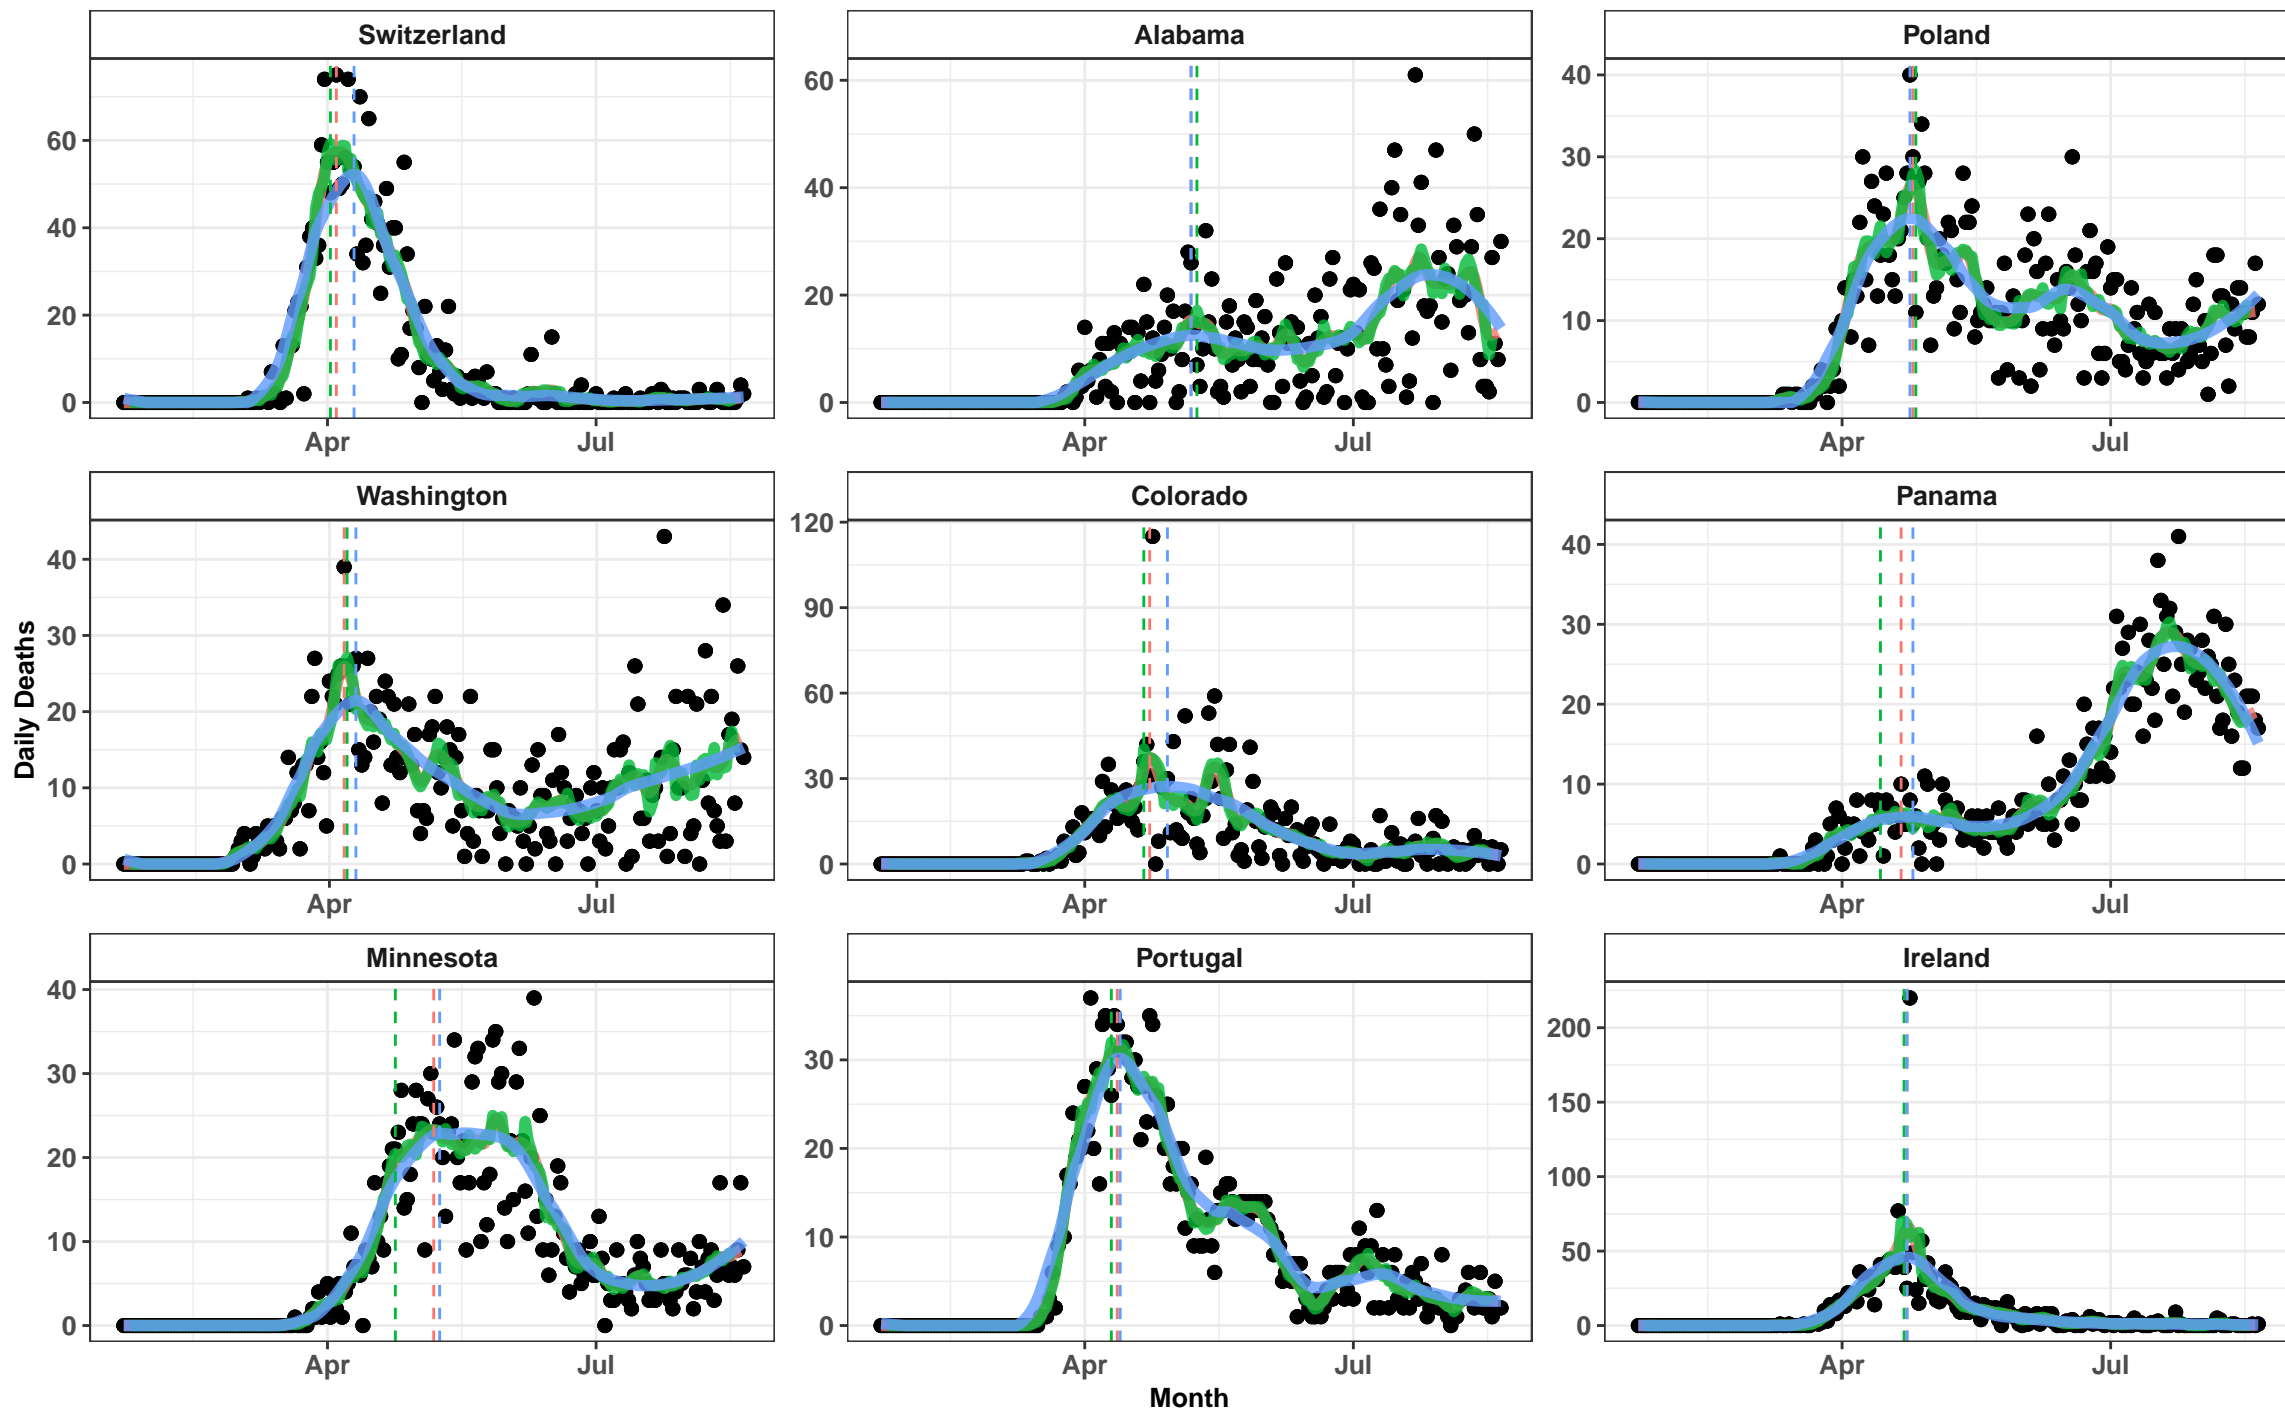 Switzerland Alabama Poland
60 60 40
40 40 30
20 20 20
0 0 10
0
Apr Jul Apr Jul Apr Jul
Washington Colorado Panama
40 120 40
30 90 30
20 60 20
10 30 10
0 0 0
Apr Jul Apr Jul Apr Jul
Daily Deaths
Minnesota Portugal Ireland
40 30 200
30 20 150
20 10 100
10 0 50
0 0
Apr Jul Apr Jul Apr Jul
Month